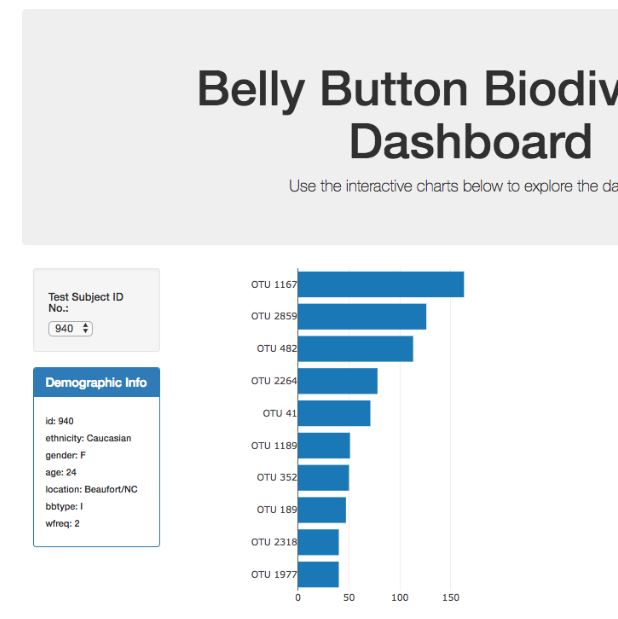 Belly Button Biodiv
Dashboard
Use the interactive charts below to explore the da
Test Subject ID
No.:
940
Demographic Info
id: 940
ethnicity: Caucasian
gender: F
age: 24
location: Beaufort/NC
bbtype: I
wfreq: 2
OTU 1167
OTU 2859
OTU 482
OTU 2264
OTU 41
OTU 1189
OTU 352
OTU 189
OTU 2318
OTU 1977
0 50 100 150